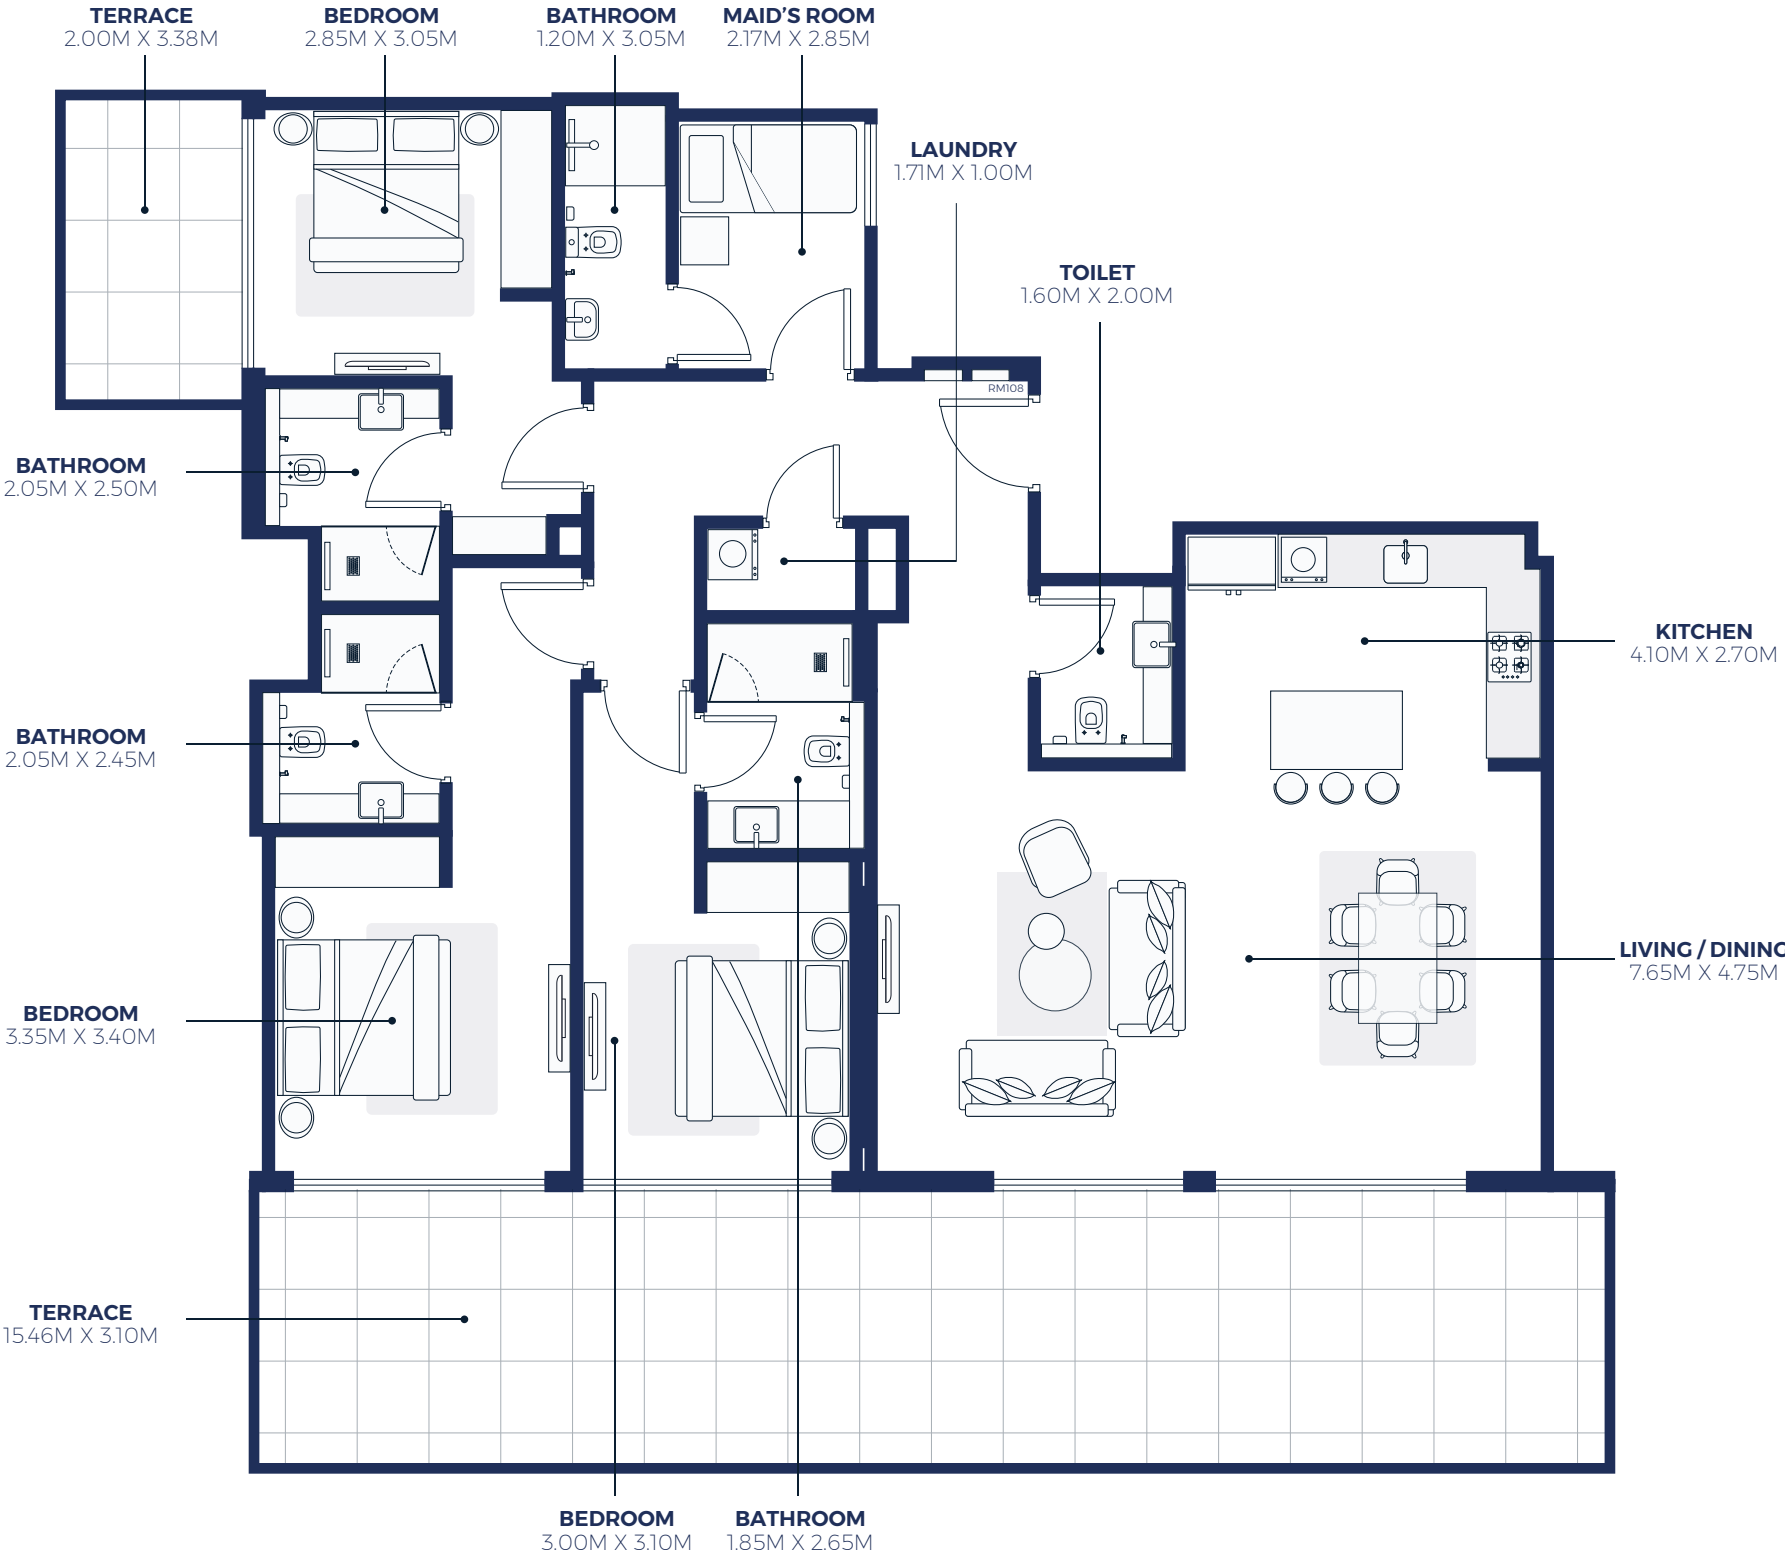 TERRACE
2.00M X 3.38M
BEDROOM
2.85M X 3.05M
BATHROOM
1.20M X 3.05M
MAID'S ROOM
2.17M X 2.85M
LAUNDRY
1.71M X 1.00M
TOILET
1.60M X 2.00M
RM108
BATHROOM
2.05M X 2.50M
KITCHEN
4.10M X 2.70M
BATHROOM
2.05M X 2.45M
LIVING / DINING
7.65M X 4.75M
BEDROOM
3.35M X 3.40M
TERRACE
15.46M X 3.10M
BEDROOM
3.00M X 3.10M
BATHROOM
1.85M X 2.65M